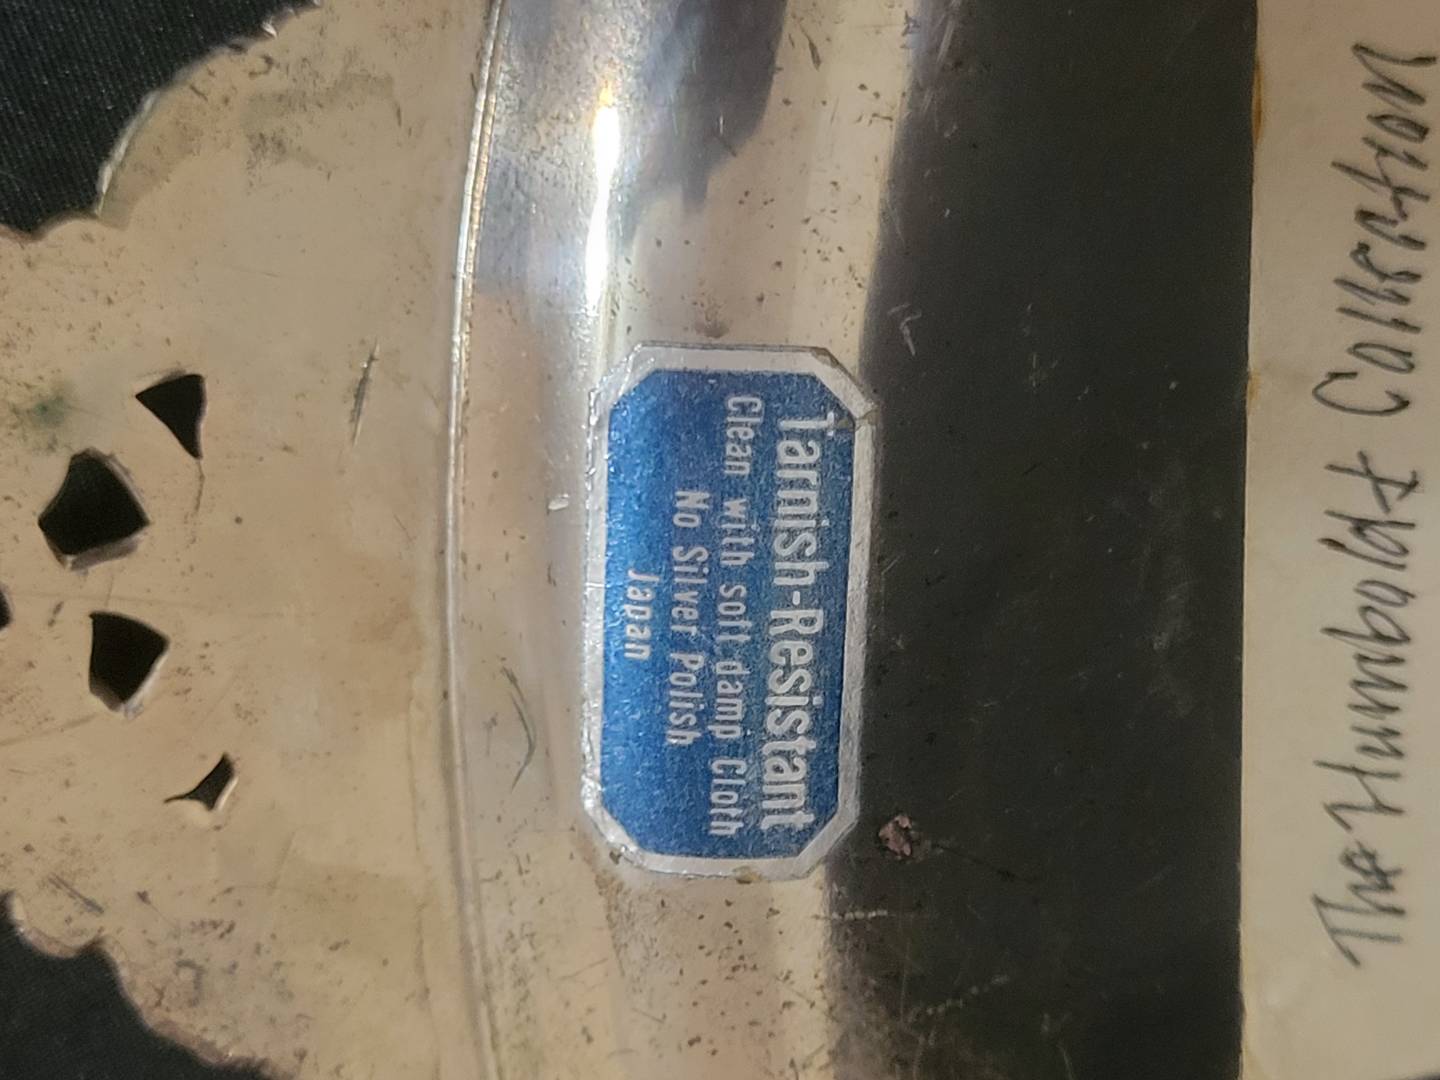 Tarnish-Resistant
Clean with soft damp Cloth
No Silver Polish
Japan
The Humboldt Collection